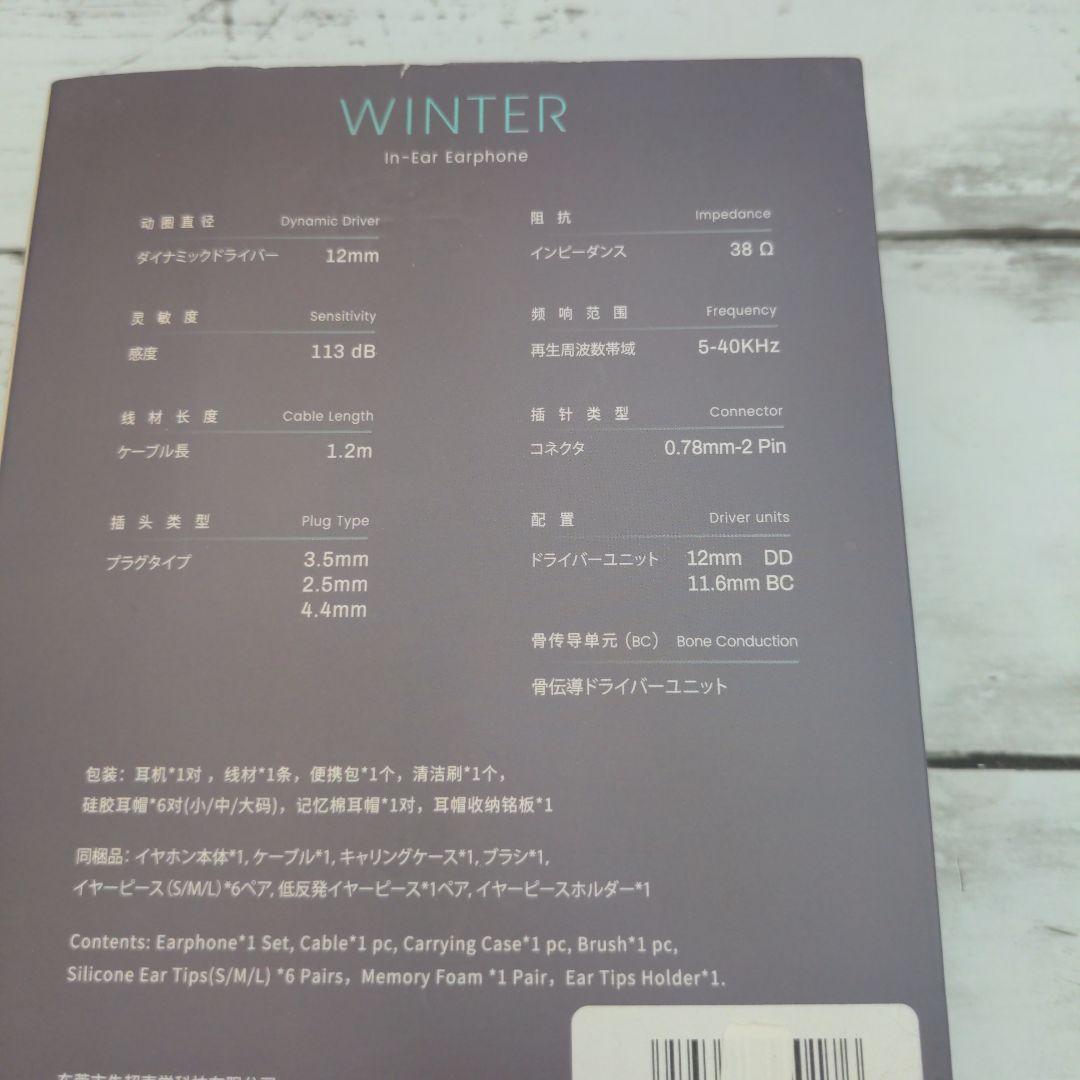 WINTER
In-Ear Earphone
动圈直径 Dynamic Driver
ダイナミックドライバー 12mm
灵敏度 Sensitivity
感度 113 dB
线材长度 Cable Length
ケーブル長 1.2m
插头类型 Plug Type
プラグタイプ 3.5mm
2.5mm
4.4mm
阻抗 Impedance
インピーダンス 38 Ω
频响范围 Frequency
再生周波数帯域 5-40KHz
插针类型 Connector
コネクタ 0.78mm-2 Pin
配置 Driver units
ドライバーユニット 12mm DD
11.6mm BC
骨传导单元（BC） Bone Conduction
骨伝導ドライバーユニット
包装：耳机*1对，线材*1条，便携包*1个，清洁刷*1个，
硅胶耳帽*6对(小/中/大码)，记忆棉耳帽*1对，耳帽收纳铭板*1
同梱品：イヤホン本体*1, ケーブル*1, キャリングケース*1, ブラシ*1,
イヤーピース（S/M/L）*6ペア, 低反発イヤーピース*1ペア, イヤーピースホルダー*1
Contents: Earphone*1 Set, Cable*1 pc, Carrying Case*1 pc, Brush*1 pc,
Silicone Ear Tips(S/M/L) *6 Pairs，Memory Foam *1 Pair，Ear Tips Holder*1.